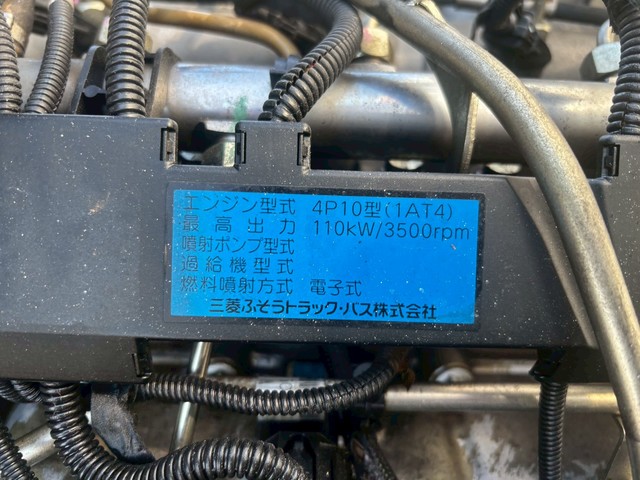 エンジン型式 4P10型(1AT4)
最高出力 110kW/3500rpm
噴射ポンプ型式
過給機型式
燃料噴射方式 電子式
三菱ふそうトラック・バス株式会社